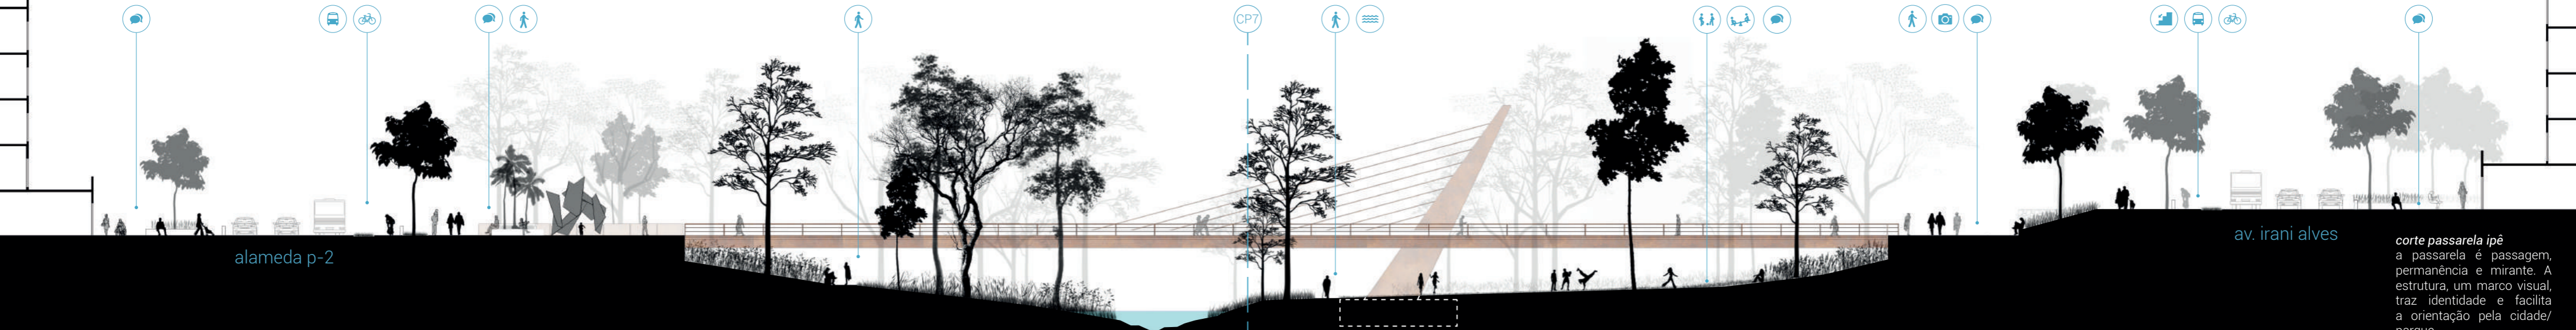 CP7
alameda p-2
av. irani alves
corte passarela ipê
a passarela é passagem,
permanência e mirante. A
estrutura, um marco visual,
traz identidade e facilita
a orientação pela cidade/
parque